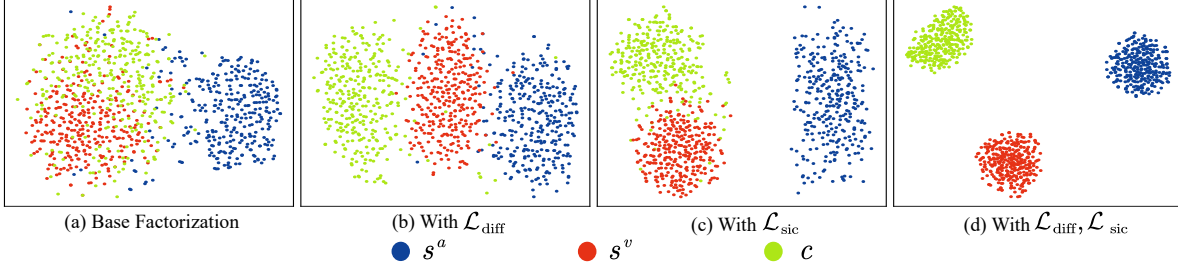 (a) Base Factorization (b) With ℒ_diff (c) With ℒ_sic (d) With ℒ_diff, ℒ_sic
s^a s^v c